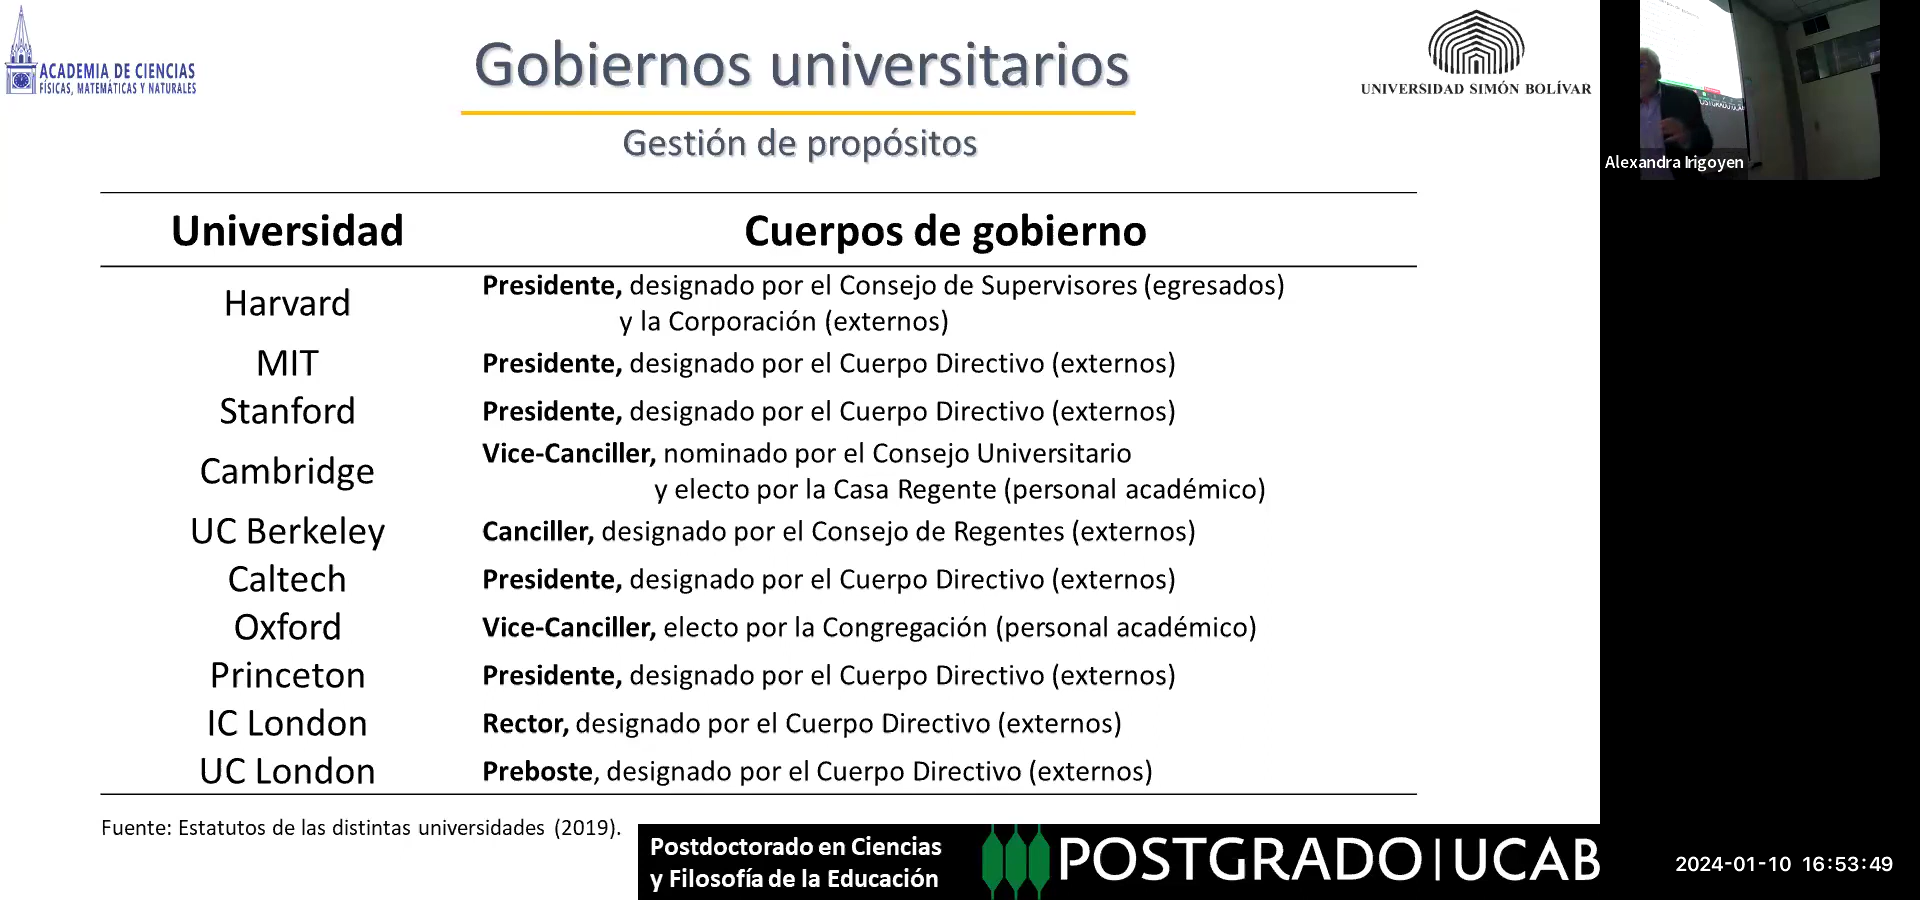 ACADEMIA DE CIENCIAS
FÍSICAS, MATEMÁTICAS Y NATURALES
Gobiernos universitarios
UNIVERSIDAD SIMÓN BOLÍVAR
Gestión de propósitos
Alexandra Irigoyen
Universidad Cuerpos de gobierno
Harvard
Presidente, designado por el Consejo de Supervisores (egresados)
y la Corporación (externos)
MIT Presidente, designado por el Cuerpo Directivo (externos)
Stanford Presidente, designado por el Cuerpo Directivo (externos)
Cambridge
Vice-Canciller, nominado por el Consejo Universitario
y electo por la Casa Regente (personal académico)
UC Berkeley Canciller, designado por el Consejo de Regentes (externos)
Caltech Presidente, designado por el Cuerpo Directivo (externos)
Oxford Vice-Canciller, electo por la Congregación (personal académico)
Princeton Presidente, designado por el Cuerpo Directivo (externos)
IC London Rector, designado por el Cuerpo Directivo (externos)
UC London Preboste, designado por el Cuerpo Directivo (externos)
Fuente: Estatutos de las distintas universidades (2019).
Postdoctorado en Ciencias
y Filosofía de la Educación
POSTGRADO|UCAB
2024-01-10 16:53:49